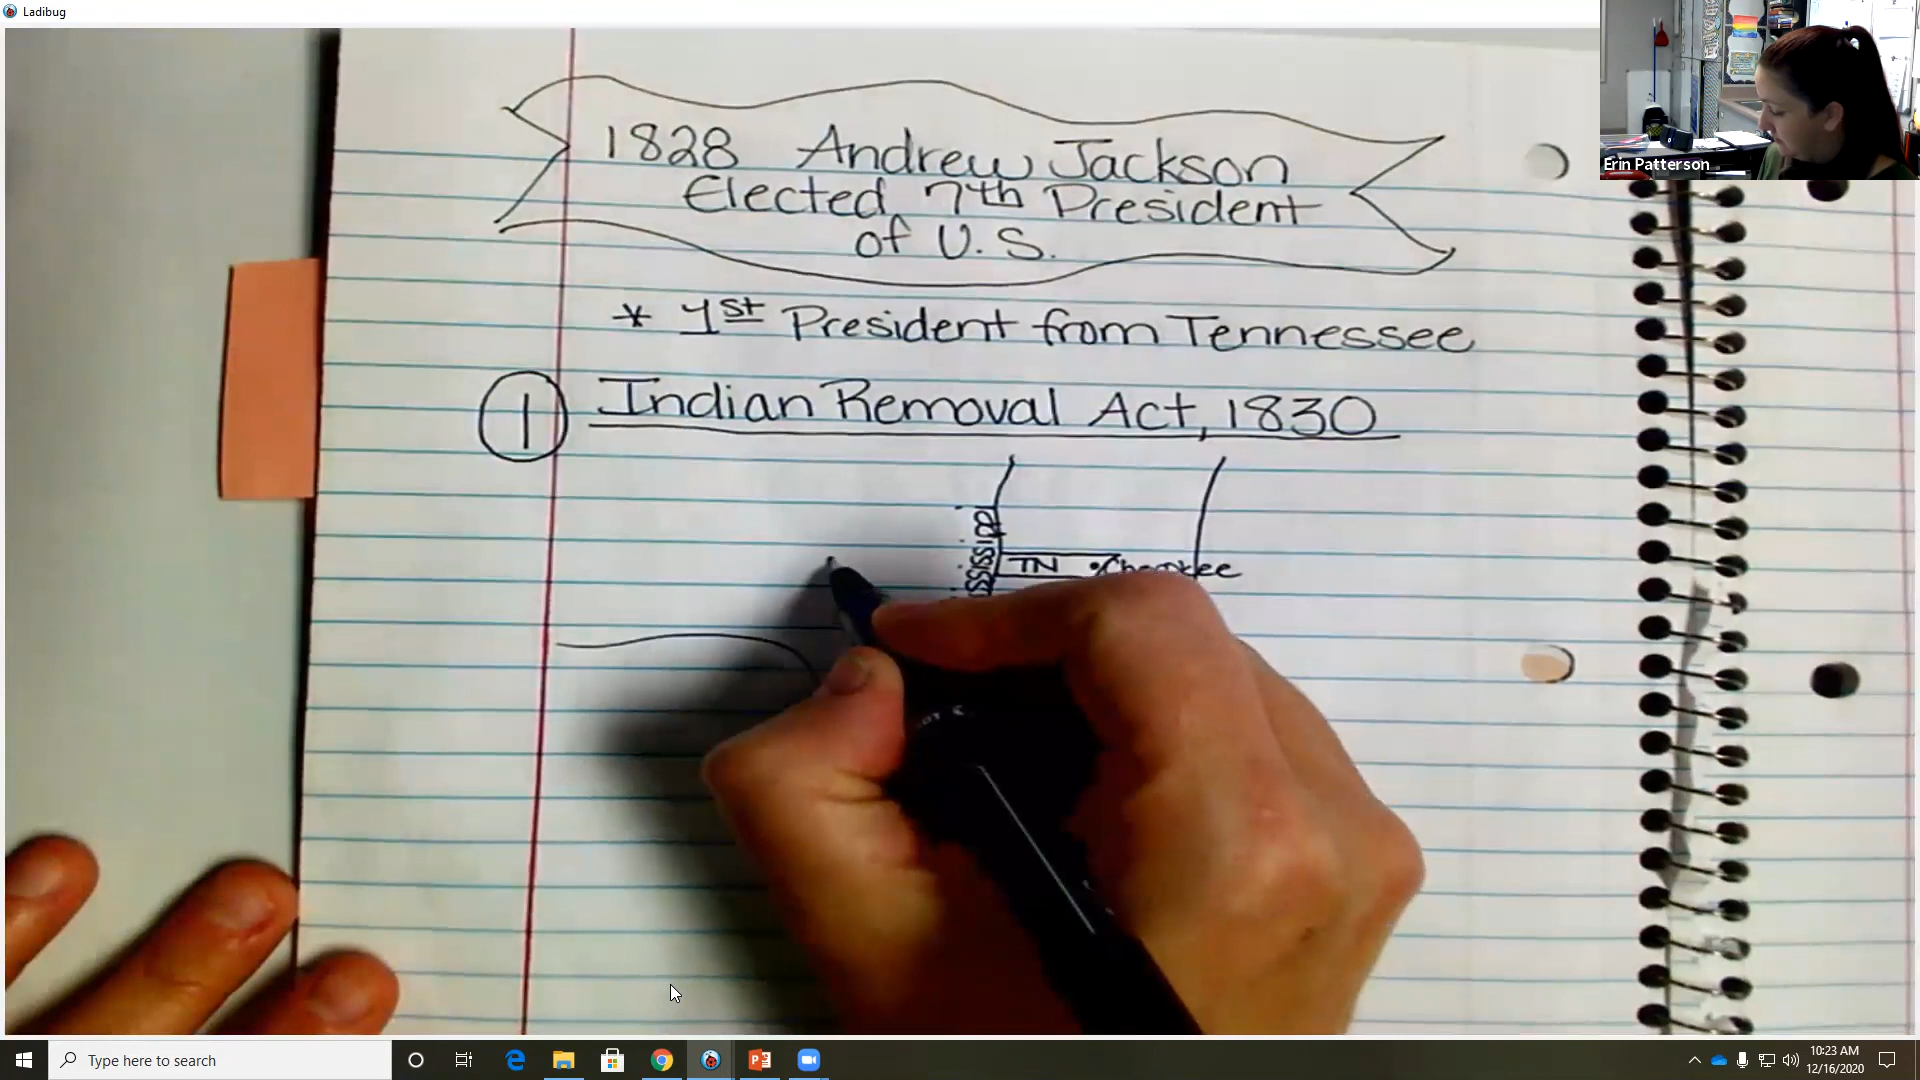 Ladibug
Erin Patterson
1828 Andrew Jackson
Elected 7th President
of U.S.
* 1st President from Tennessee
1 Indian Removal Act, 1830
TN •Cherokee
Type here to search
10:23 AM
12/16/2020